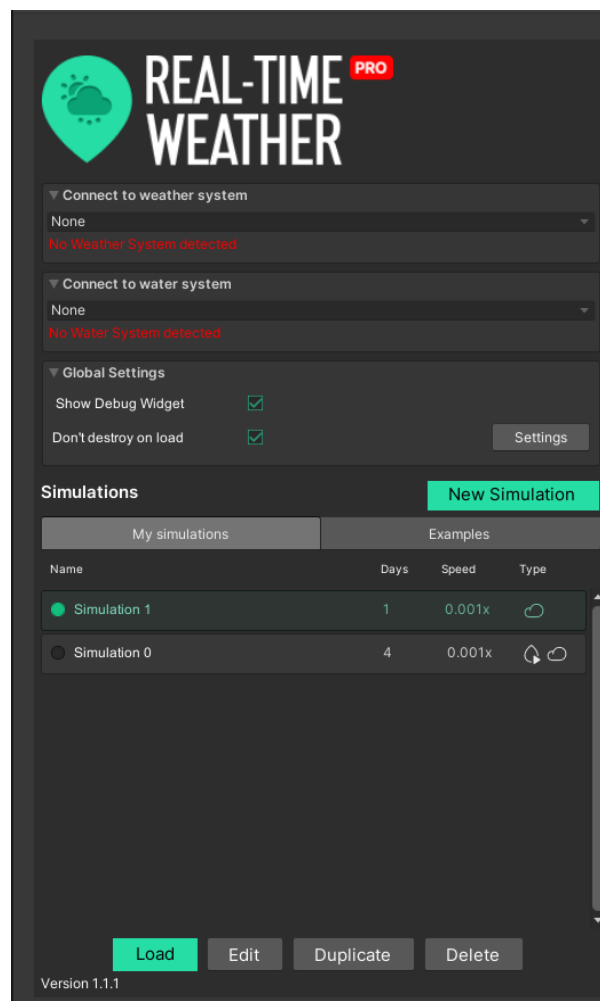 REAL-TIME PRO
WEATHER
Connect to weather system
None
No Weather System detected
Connect to water system
None
No Water System detected
Global Settings
Show Debug Widget
Don't destroy on load
Settings
Simulations
New Simulation
My simulations Examples
Name Days Speed Type
Simulation 1 1 0.001x
Simulation 0 4 0.001x
Load Edit Duplicate Delete
Version 1.1.1